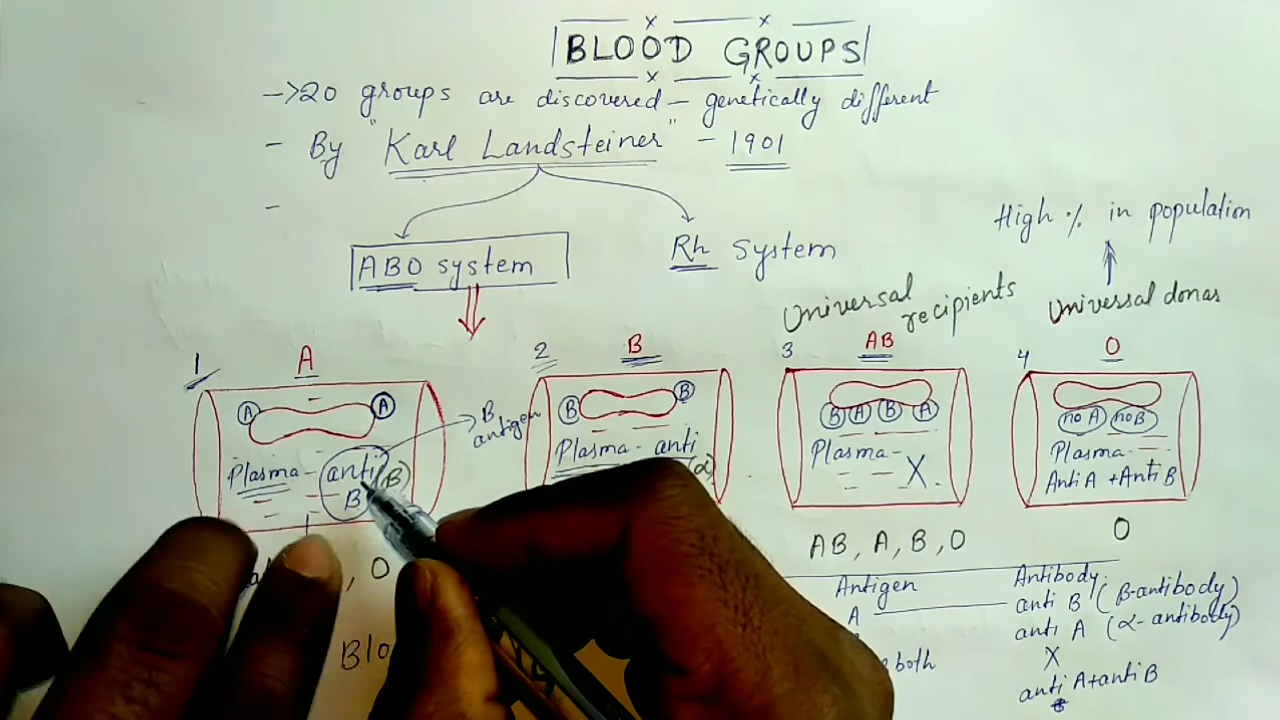 BLOOD GROUPS
->20 groups are discovered - genetically different
- By "Karl Landsteiner" - 1901
-
ABO system
Rh system
High % in population
Universal recipients
Universal donas
1 A
2 B
3 AB
4 O
A A
B B
B A B A
no A no B
B antigen
Plasma - anti B (B)
Plasma - anti (α)
Plasma - X
Plasma -
Anti A + Anti B
, O
AB, A, B, O
O
Blo
Antigen Antibody
A anti B (β-antibody)
anti A (α-antibody)
both X
anti A+anti B